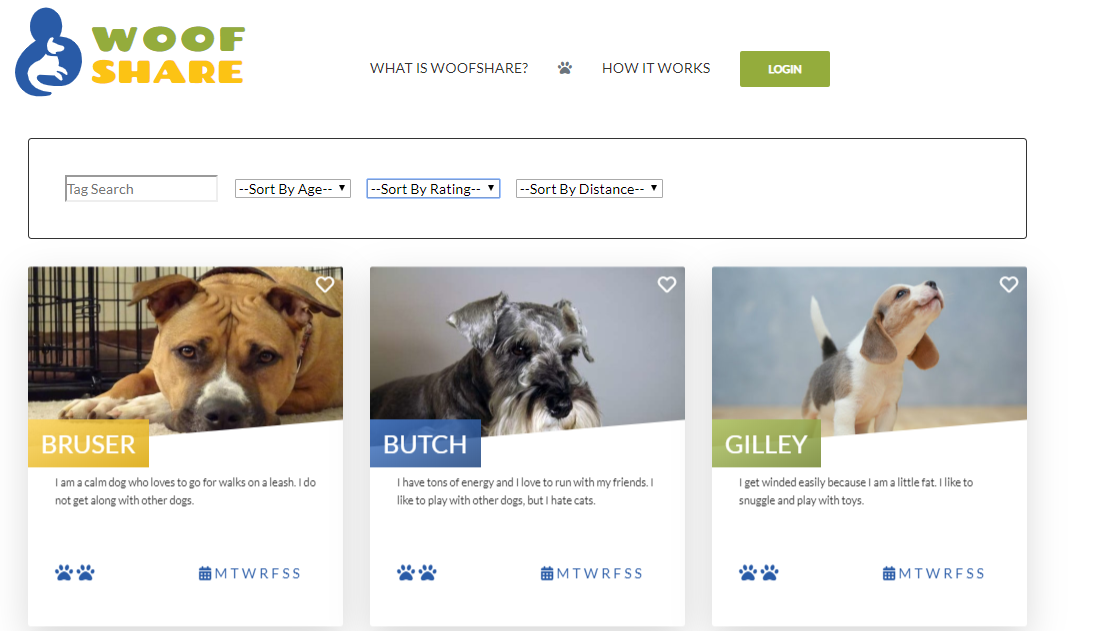 WOOF
SHARE
WHAT IS WOOFSHARE?
HOW IT WORKS
LOGIN
Tag Search
--Sort By Age--
--Sort By Rating--
--Sort By Distance--
BRUSER
I am a calm dog who loves to go for walks on a leash. I do
not get along with other dogs.
M T W R F S S
BUTCH
I have tons of energy and I love to run with my friends. I
like to play with other dogs, but I hate cats.
M T W R F S S
GILLEY
I get winded easily because I am a little fat. I like to
snuggle and play with toys.
M T W R F S S